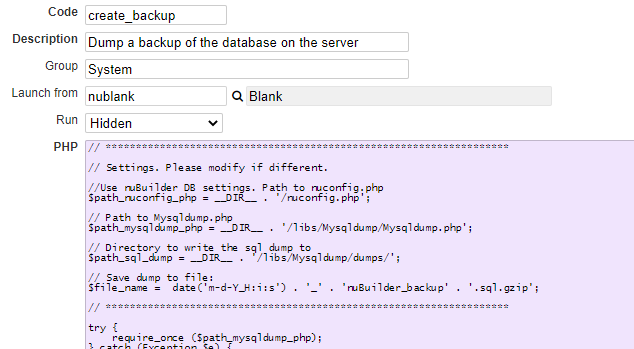 Code create_backup
Description Dump a backup of the database on the server
Group System
Launch from nublank Blank
Run Hidden
PHP // *******************************************************************
// Settings. Please modify if different.
//Use nuBuilder DB settings. Path to nuconfig.php
$path_nuconfig_php = __DIR__ . '/nuconfig.php';
// Path to Mysqldump.php
$path_mysqldump_php = __DIR__ . '/libs/Mysqldump/Mysqldump.php';
// Directory to write the sql dump to
$path_sql_dump = __DIR__ . '/libs/Mysqldump/dumps/';
// Save dump to file:
$file_name =  date('m-d-Y_H:i:s') . '_' . 'nuBuilder_backup' . '.sql.gzip';
// *******************************************************************
try {
    require_once ($path_mysqldump_php);
} catch (Exception $e) {